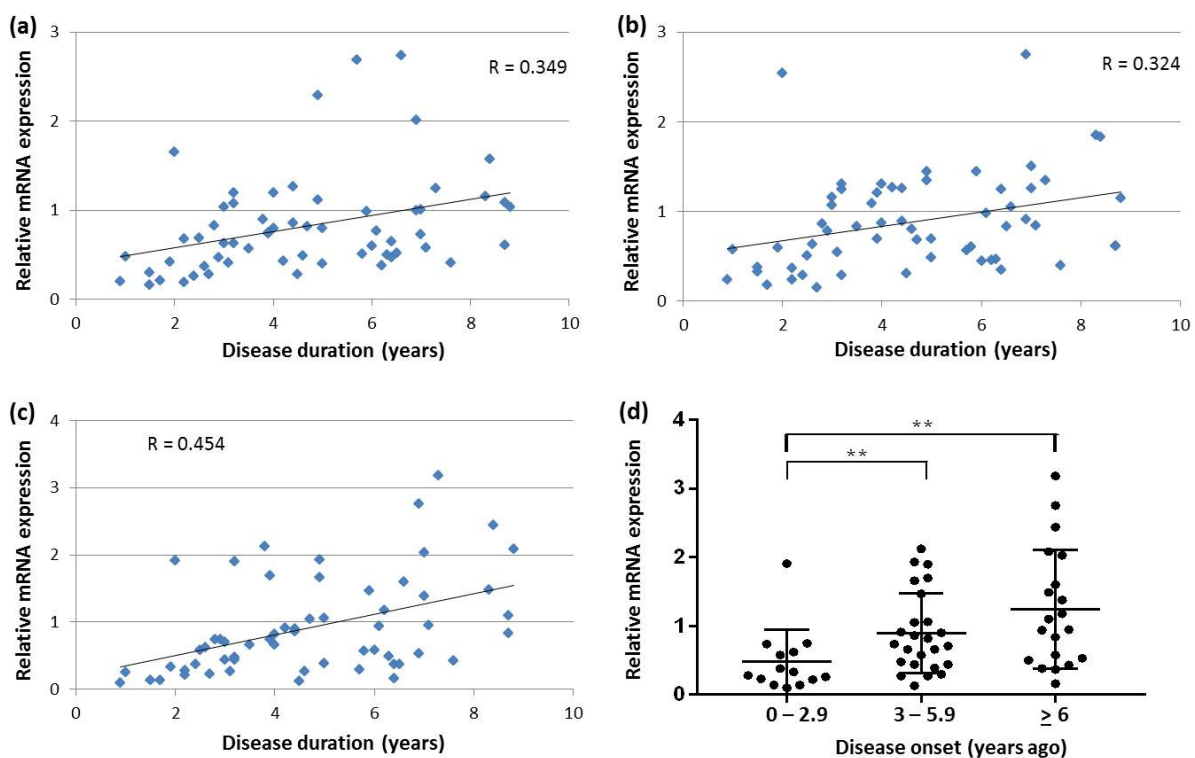 (a)
Relative mRNA expression
3
2
1
0
R = 0.349
0 2 4 6 8 10
Disease duration (years)
(b)
Relative mRNA expression
3
2
1
0
R = 0.324
0 2 4 6 8 10
Disease duration (years)
(c)
Relative mRNA expression
4
3
2
1
0
R = 0.454
0 2 4 6 8 10
Disease duration (years)
(d)
Relative mRNA expression
4
3
2
1
0
**
**
0 – 2.9 3 – 5.9 ≥ 6
Disease onset (years ago)